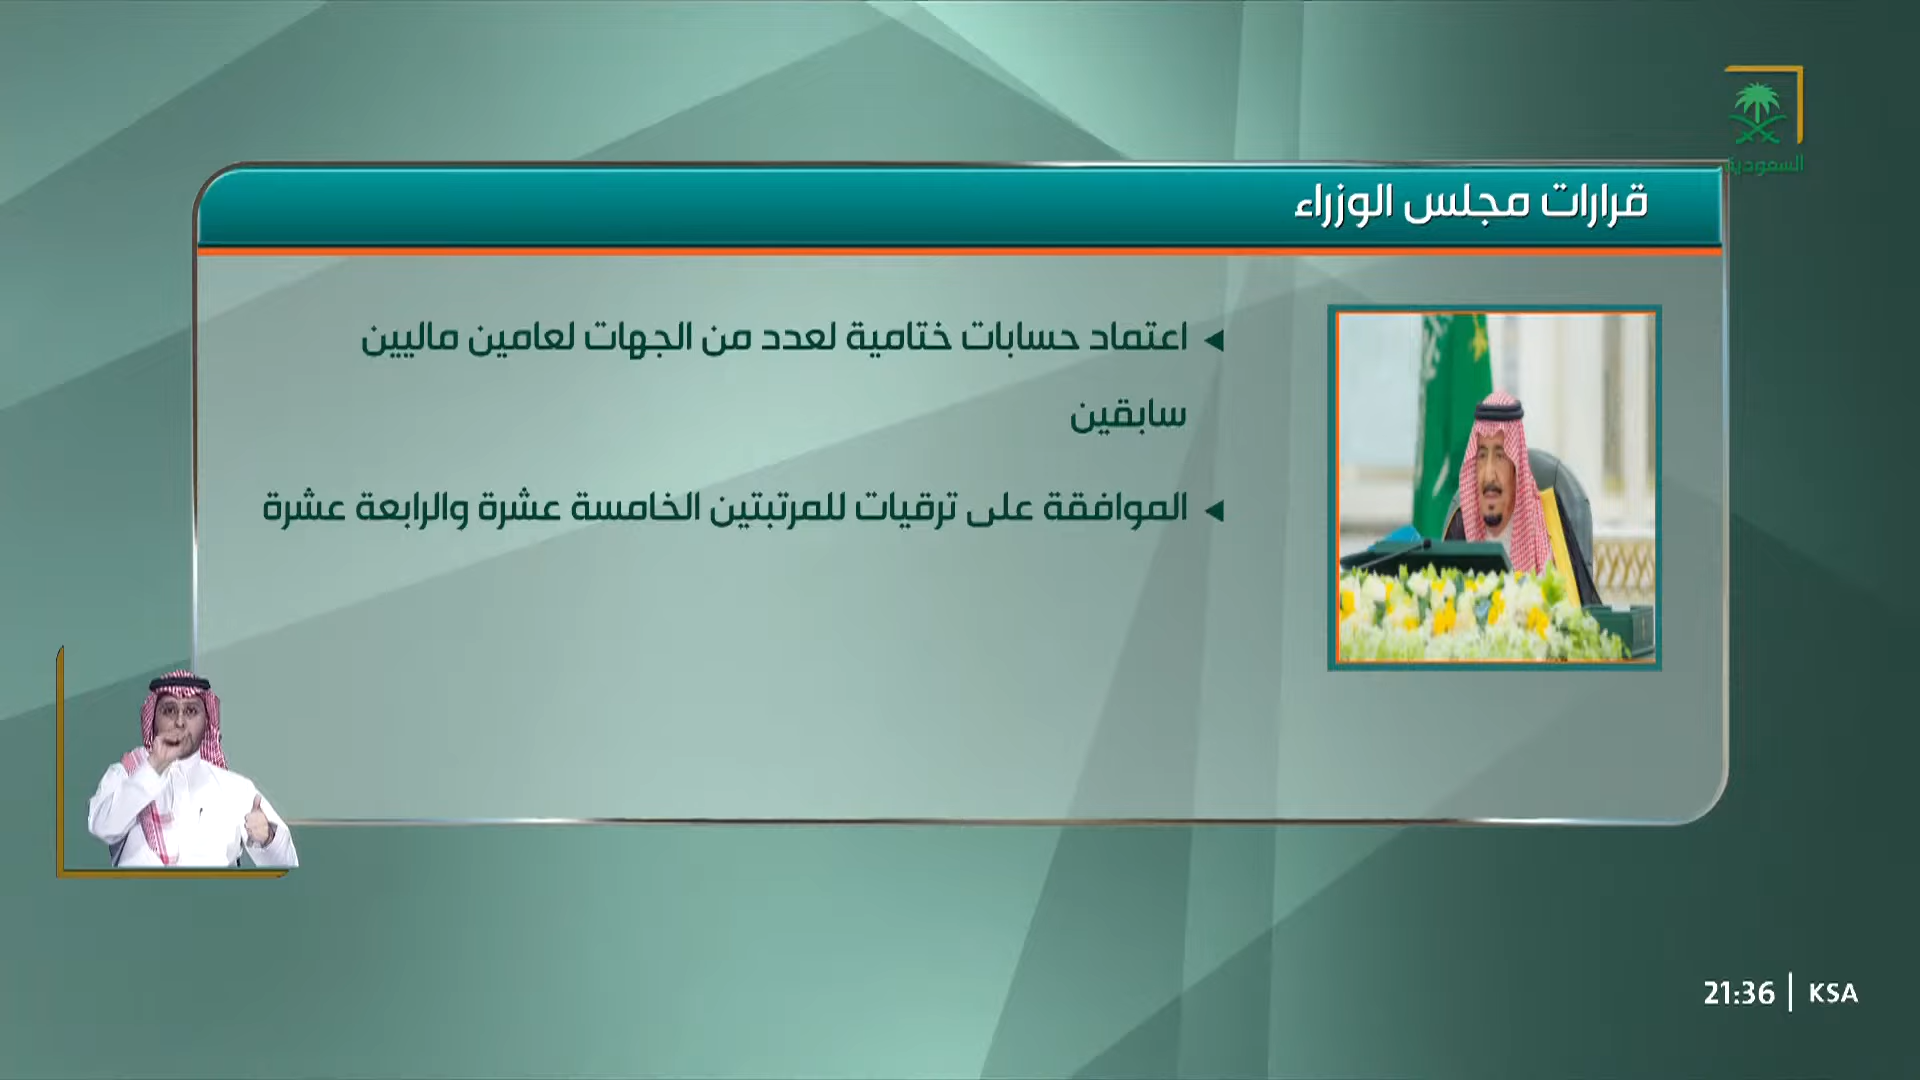 السعودية
قرارات مجلس الوزراء
اعتماد حسابات ختامية لعدد من الجهات لعامين ماليين
سابقين
الموافقة على ترقيات للمرتبتين الخامسة عشرة والرابعة عشرة
21:36 | KSA